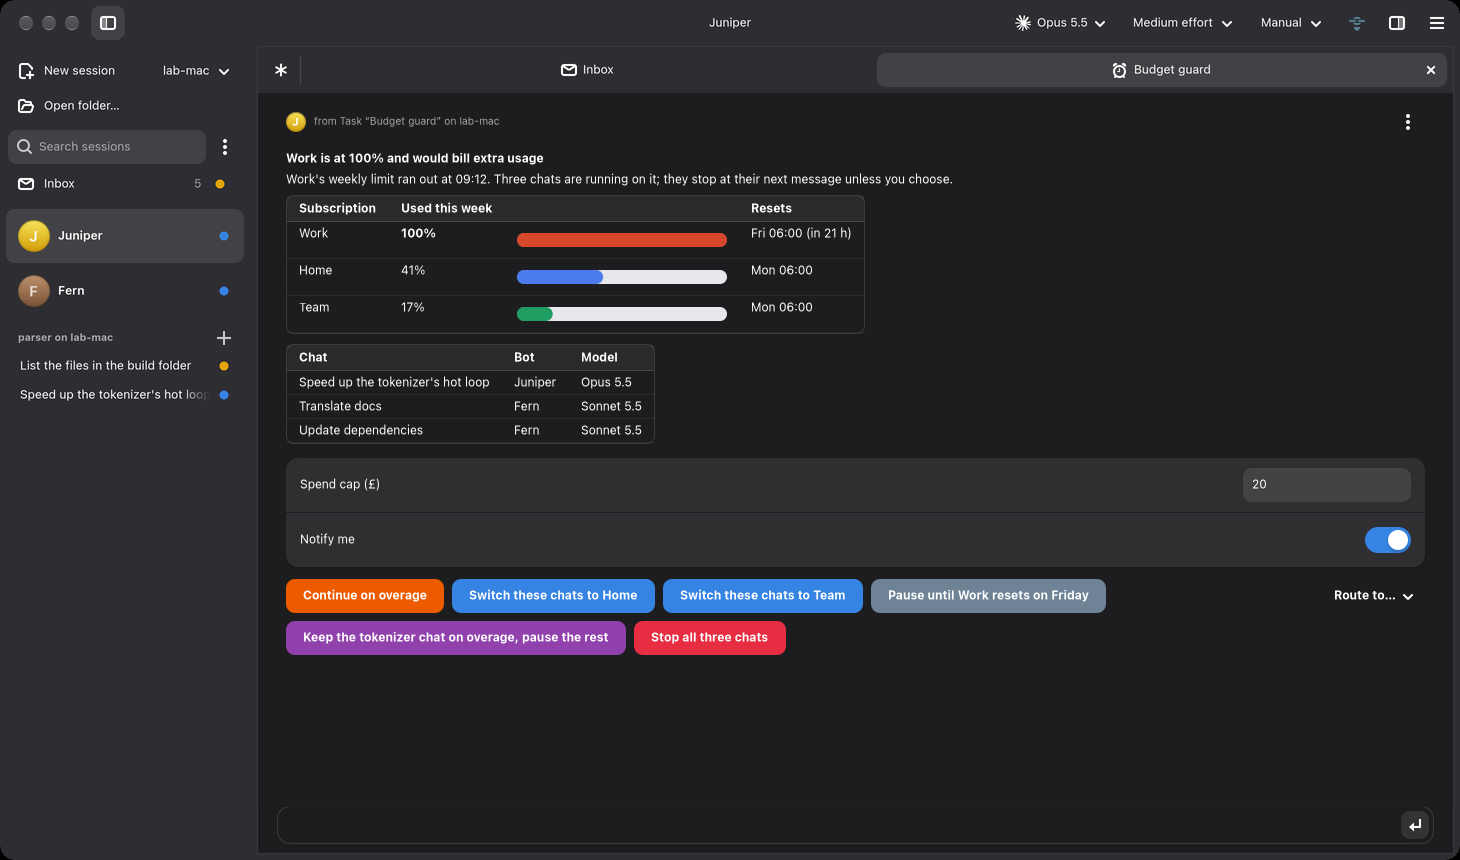 Juniper
Opus 5.5
Medium effort
Manual
New session
lab-mac
Open folder...
Search sessions
Inbox
5
J
Juniper
F
Fern
parser on lab-mac
List the files in the build folder
Speed up the tokenizer's hot loop
Inbox
Budget guard
J
from Task “Budget guard” on lab-mac
Work is at 100% and would bill extra usage
Work's weekly limit ran out at 09:12. Three chats are running on it; they stop at their next message unless you choose.
Subscription Used this week Resets
Work 100% Fri 06:00 (in 21 h)
Home 41% Mon 06:00
Team 17% Mon 06:00
Chat Bot Model
Speed up the tokenizer's hot loop Juniper Opus 5.5
Translate docs Fern Sonnet 5.5
Update dependencies Fern Sonnet 5.5
Spend cap (£) 20
Notify me
Continue on overage
Switch these chats to Home
Switch these chats to Team
Pause until Work resets on Friday
Route to...
Keep the tokenizer chat on overage, pause the rest
Stop all three chats